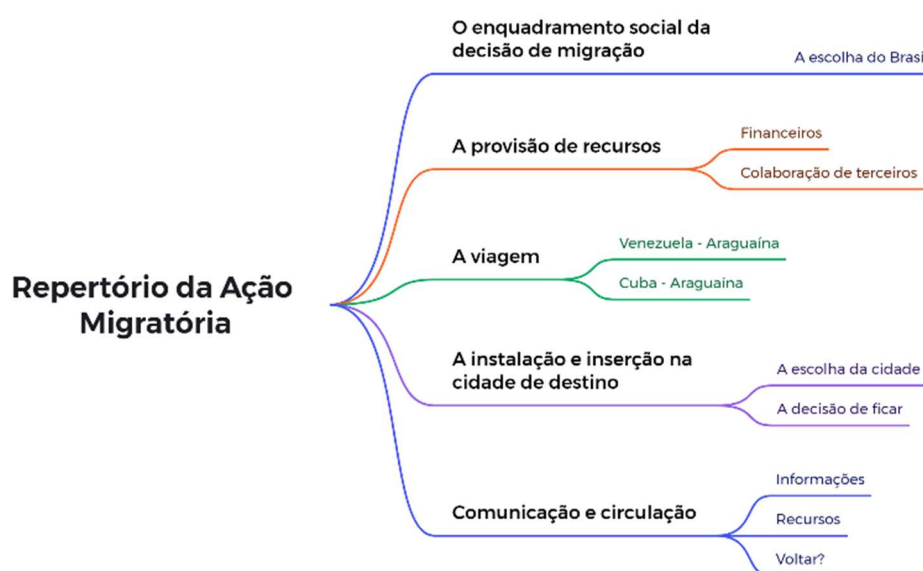 O enquadramento social da
decisão de migração
A escolha do Brasi
A provisão de recursos
Financeiros
Colaboração de terceiros
A viagem
Venezuela - Araguaína
Cuba - Araguaína
Repertório da Ação
Migratória
A instalação e inserção na
cidade de destino
A escolha da cidade
A decisão de ficar
Comunicação e circulação
Informações
Recursos
Voltar?